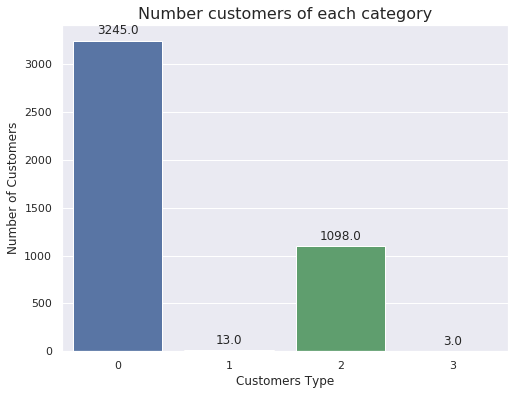 Number customers of each category
3245.0
3000
2500
2000
1500
1098.0
1000
500
13.0
3.0
0
0 1 2 3
Number of Customers
Customers Type